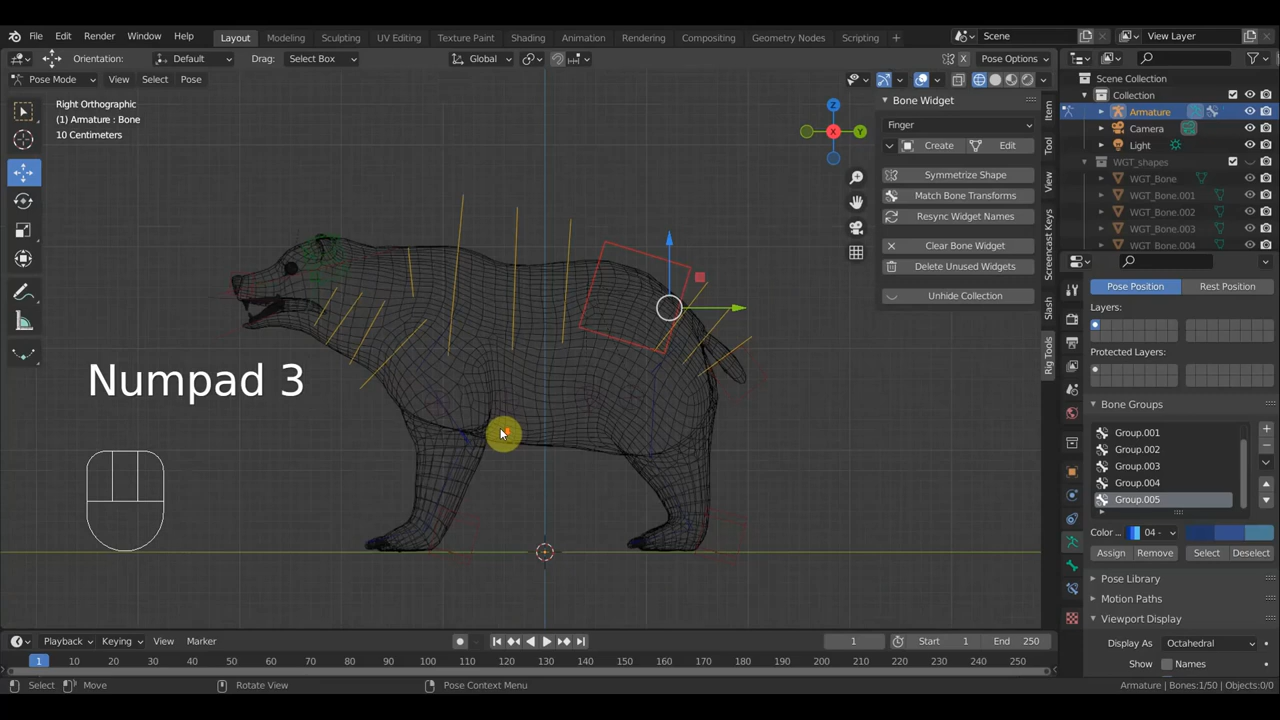 File Edit Render Window Help Layout Modeling Sculpting UV Editing Texture Paint Shading Animation Rendering Compositing Geometry Nodes Scripting + Scene View Layer
Orientation: Default Drag: Select Box Global X Pose Options
Pose Mode View Select Pose
Right Orthographic
(1) Armature : Bone
10 Centimeters
Numpad 3
Z
Y
X
Bone Widget
Finger
Create Edit
Symmetrize Shape
Match Bone Transforms
Resync Widget Names
Clear Bone Widget
Delete Unused Widgets
Unhide Collection
Item
Tool
View
Screencast Keys
Slash
Rig Tools
Scene Collection
Collection
Armature
Camera
Light
WGT_shapes
WGT_Bone
WGT_Bone.001
WGT_Bone.002
WGT_Bone.003
WGT_Bone.004
Pose Position Rest Position
Layers:
Protected Layers:
Bone Groups
Group.001
Group.002
Group.003
Group.004
Group.005
Color ... 04 -
Assign Remove Select Deselect
Pose Library
Motion Paths
Viewport Display
Display As Octahedral
Show Names
Playback Keying View Marker 1 Start 1 End 250
1 10 20 30 40 50 60 70 80 90 100 110 120 130 140 150 160 170 180 190 200 210 220 230 240 250
Select Move Rotate View Pose Context Menu Armature | Bones:1/50 | Objects:0/0